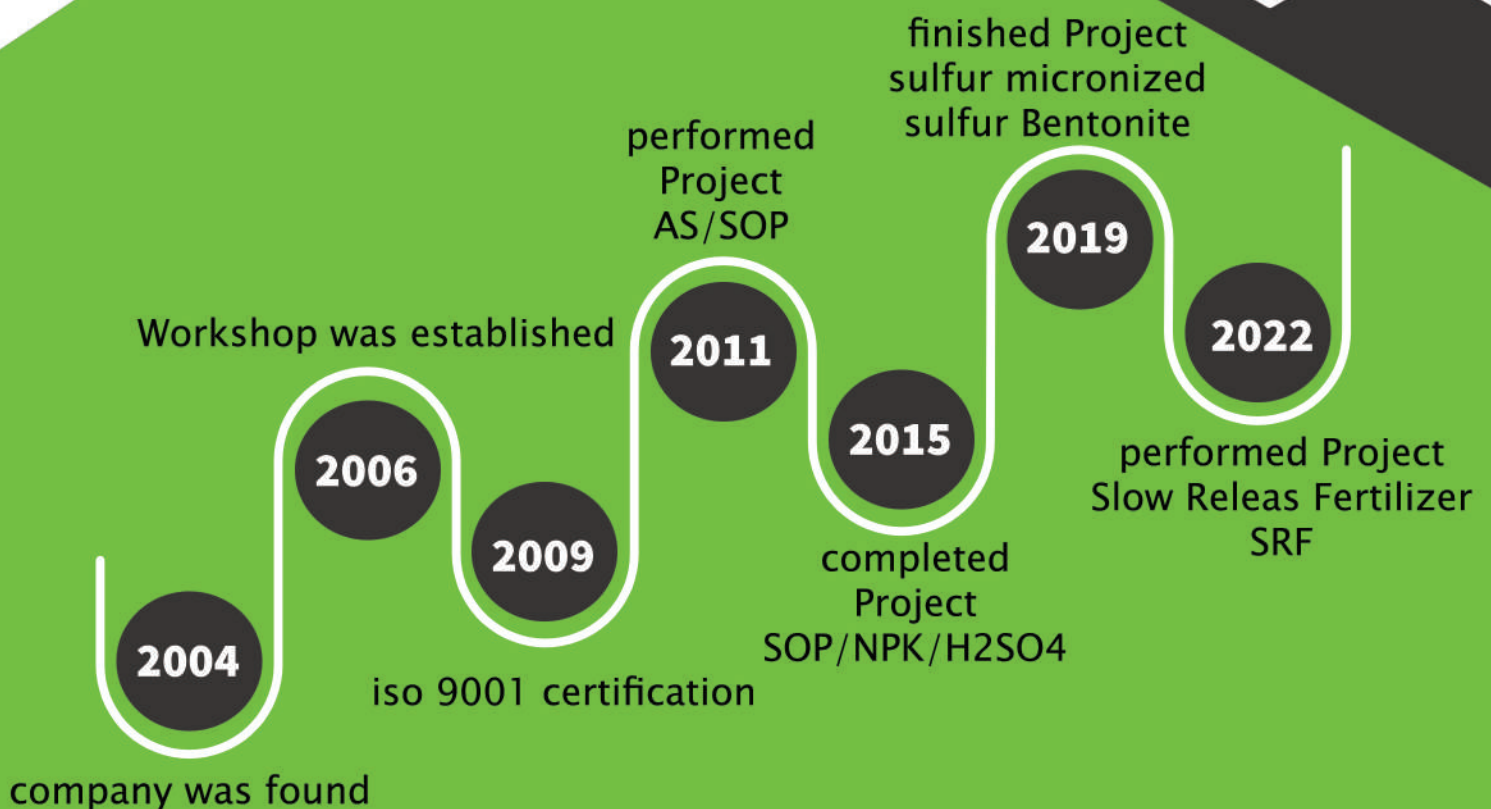 2004
company was found
2006
Workshop was established
2009
iso 9001 certification
2011
performed
Project
AS/SOP
2015
completed
Project
SOP/NPK/H2SO4
2019
finished Project
sulfur micronized
sulfur Bentonite
2022
performed Project
Slow Releas Fertilizer
SRF